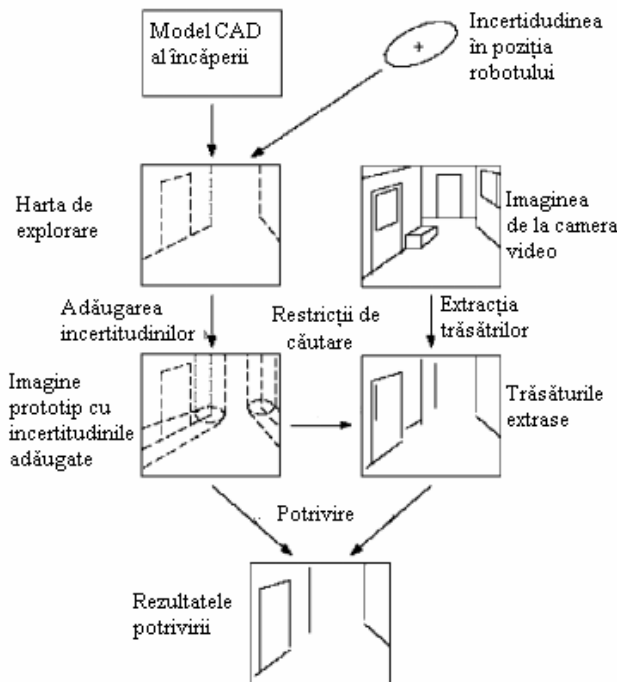 Model CAD
al încăperii
Incertidudinea
în poziția
robotului
Harta de
explorare
Imaginea
de la camera
video
Adăugarea
incertitudinilor
Restricții de
căutare
Extracția
trăsătrilor
Imagine
prototip cu
incertitudinile
adăugate
Trăsăturile
extrase
Potrivire
Rezultatele
potrivirii